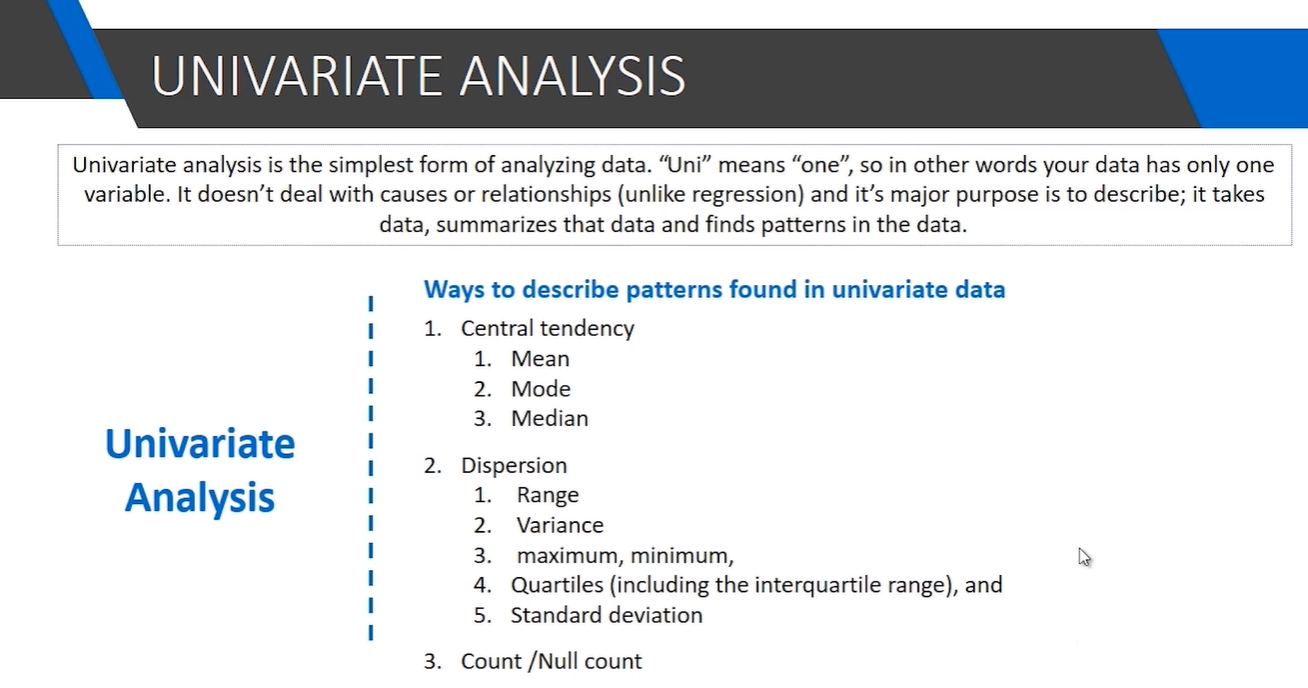 UNIVARIATE ANALYSIS
Univariate analysis is the simplest form of analyzing data. “Uni” means “one”, so in other words your data has only one
variable. It doesn’t deal with causes or relationships (unlike regression) and it’s major purpose is to describe; it takes
data, summarizes that data and finds patterns in the data.
Univariate
Analysis
Ways to describe patterns found in univariate data
1. Central tendency
1. Mean
2. Mode
3. Median
2. Dispersion
1. Range
2. Variance
3. maximum, minimum,
4. Quartiles (including the interquartile range), and
5. Standard deviation
3. Count /Null count